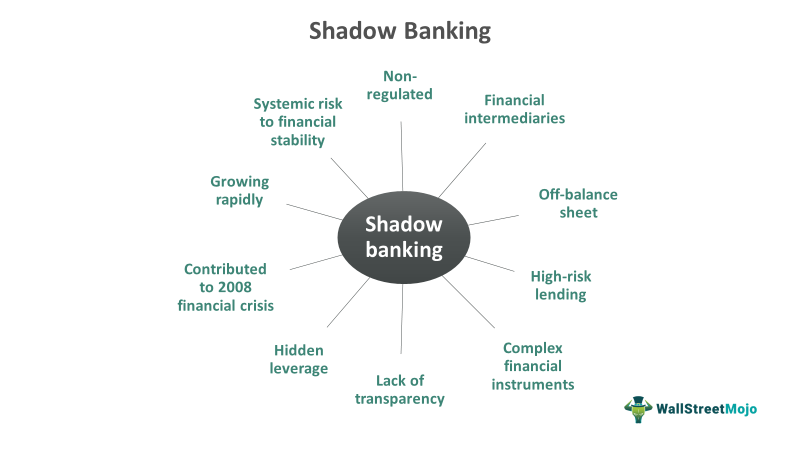 Shadow Banking
Non-
regulated
Financial
intermediaries
Off-balance
sheet
High-risk
lending
Complex
financial
instruments
Lack of
transparency
Hidden
leverage
Contributed
to 2008
financial crisis
Growing
rapidly
Systemic risk
to financial
stability
Shadow
banking
WallStreetMojo